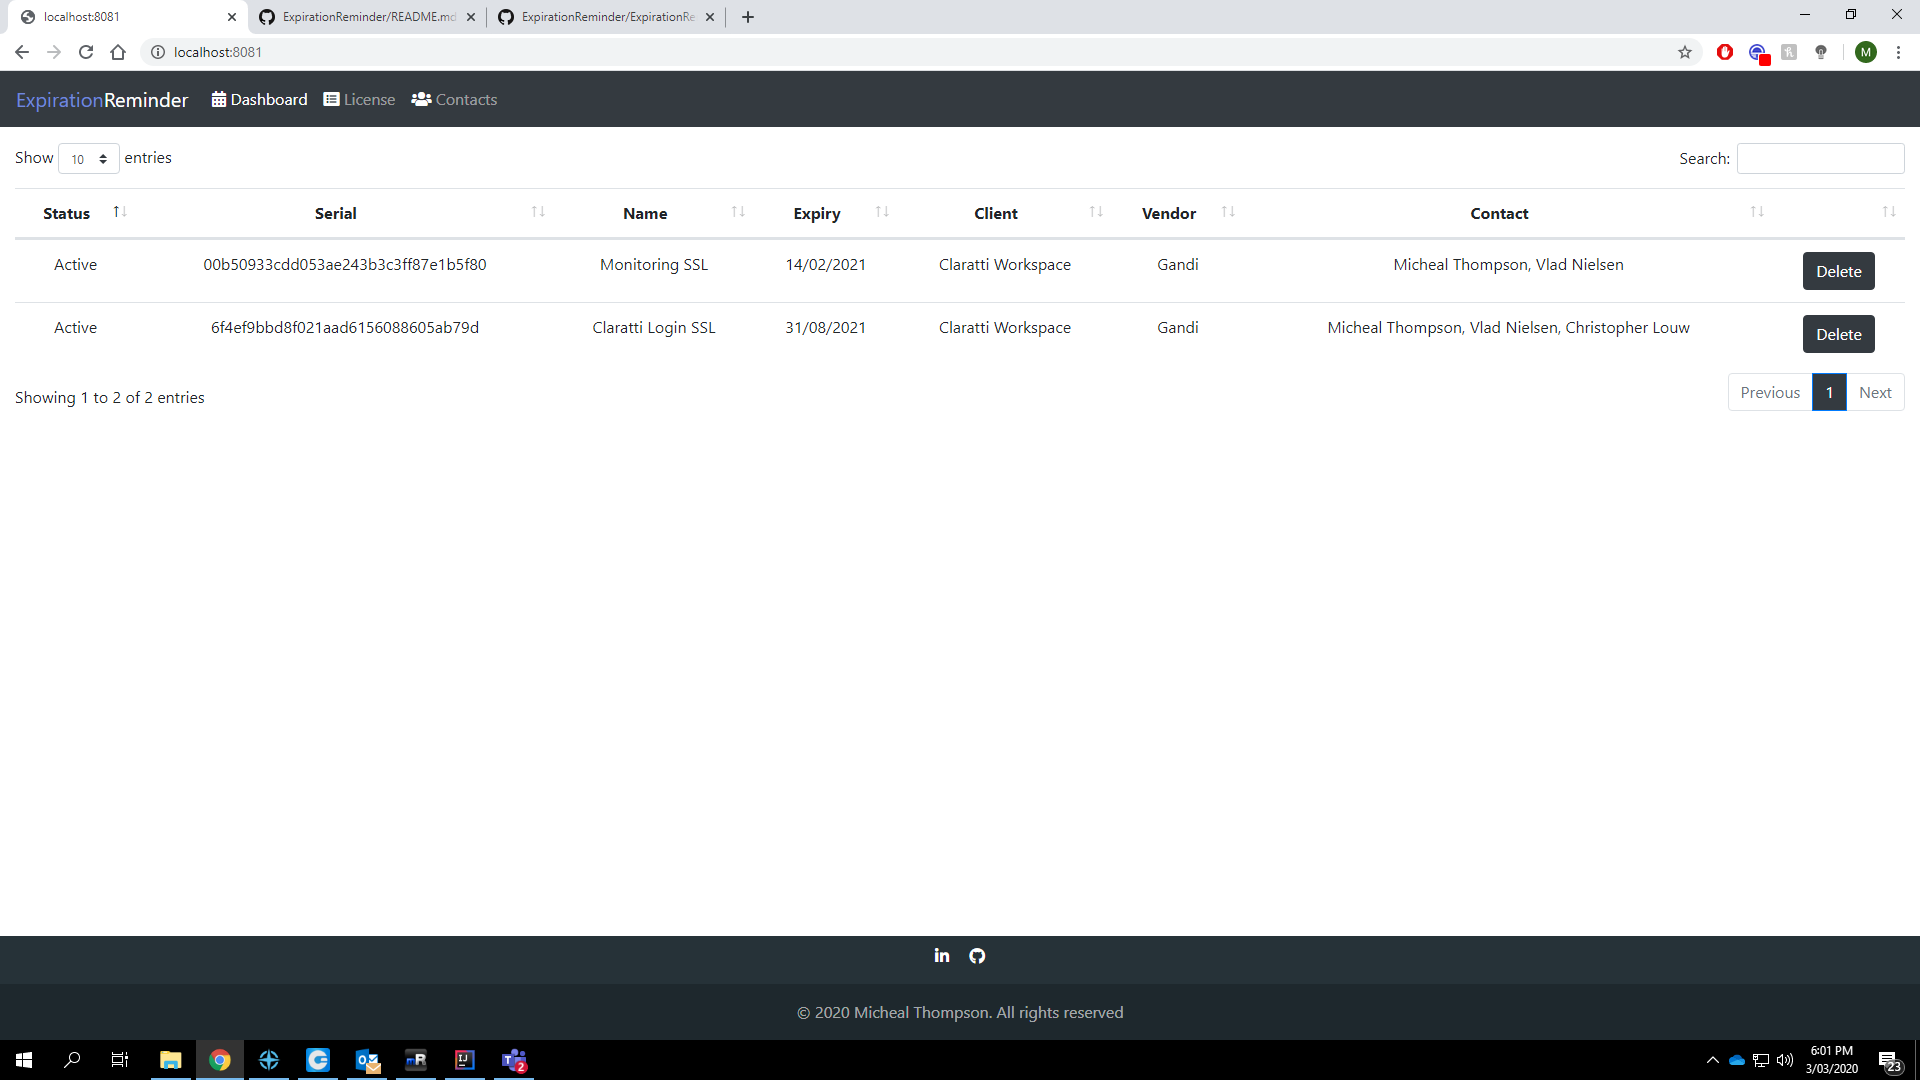 localhost:8081
ExpirationReminder/README.md
ExpirationReminder/ExpirationRe
localhost:8081
M
ExpirationReminder Dashboard License Contacts
Show 10 entries
Search:
Status Serial Name Expiry Client Vendor Contact
Active 00b50933cdd053ae243b3c3ff87e1b5f80 Monitoring SSL 14/02/2021 Claratti Workspace Gandi Micheal Thompson, Vlad Nielsen Delete
Active 6f4ef9bbd8f021aad6156088605ab79d Claratti Login SSL 31/08/2021 Claratti Workspace Gandi Micheal Thompson, Vlad Nielsen, Christopher Louw Delete
Showing 1 to 2 of 2 entries
Previous 1 Next
in
© 2020 Micheal Thompson. All rights reserved
mR IJ T 2
6:01 PM
3/03/2020
23